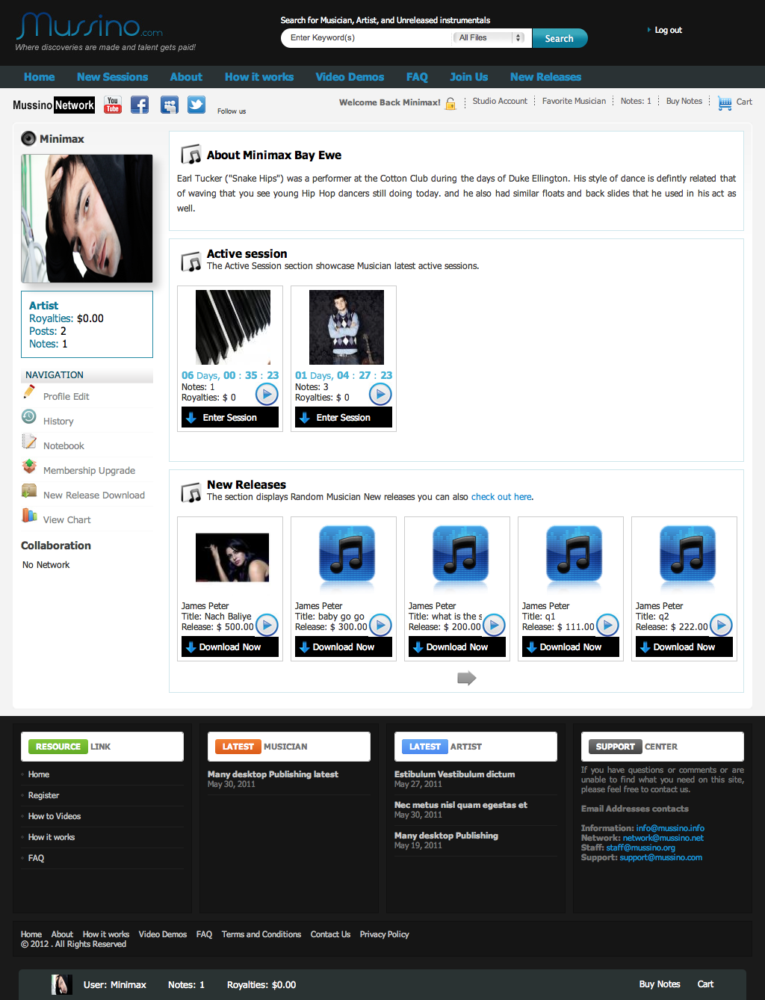 Mussino.com
Where discoveries are made and talent gets paid!
Search for Musician, Artist, and Unreleased instrumentals
Enter Keyword(s)
All Files
Search
Log out
Home
New Sessions
About
How it works
Video Demos
FAQ
Join Us
New Releases
Mussino Network
You Tube
Follow us
Welcome Back Minimax!
Studio Account
Favorite Musician
Notes: 1
Buy Notes
Cart
Minimax
Artist
Royalties: $0.00
Posts: 2
Notes: 1
NAVIGATION
Profile Edit
History
Notebook
Membership Upgrade
New Release Download
View Chart
Collaboration
No Network
About Minimax Bay Ewe
Earl Tucker ("Snake Hips") was a performer at the Cotton Club during the days of Duke Ellington. His style of dance is defintly related that
of waving that you see young Hip Hop dancers still doing today. and he also had similar floats and back slides that he used in his act as
well.
Active session
The Active Session section showcase Musician latest active sessions.
06 Days, 00 : 35 : 23
Notes: 1
Royalties: $ 0
Enter Session
01 Days, 04 : 27 : 23
Notes: 3
Royalties: $ 0
Enter Session
New Releases
The section displays Random Musician New releases you can also check out here.
James Peter
Title: Nach Baliye
Release: $ 500.00
Download Now
James Peter
Title: baby go go
Release: $ 300.00
Download Now
James Peter
Title: what is the s
Release: $ 200.00
Download Now
James Peter
Title: q1
Release: $ 111.00
Download Now
James Peter
Title: q2
Release: $ 222.00
Download Now
RESOURCE LINK
Home
Register
How to Videos
How it works
FAQ
LATEST MUSICIAN
Many desktop Publishing latest
May 30, 2011
LATEST ARTIST
Estibulum Vestibulum dictum
May 27, 2011
Nec metus nisl quam egestas et
May 30, 2011
Many desktop Publishing
May 19, 2011
SUPPORT CENTER
If you have questions or comments or are
unable to find what you need on this site,
please feel free to contact us.
Email Addresses contacts
Information: info@mussino.info
Network: network@mussino.net
Staff: staff@mussino.org
Support: support@mussino.com
Home
About
How it works
Video Demos
FAQ
Terms and Conditions
Contact Us
Privacy Policy
© 2012 . All Rights Reserved
User: Minimax
Notes: 1
Royalties: $0.00
Buy Notes
Cart